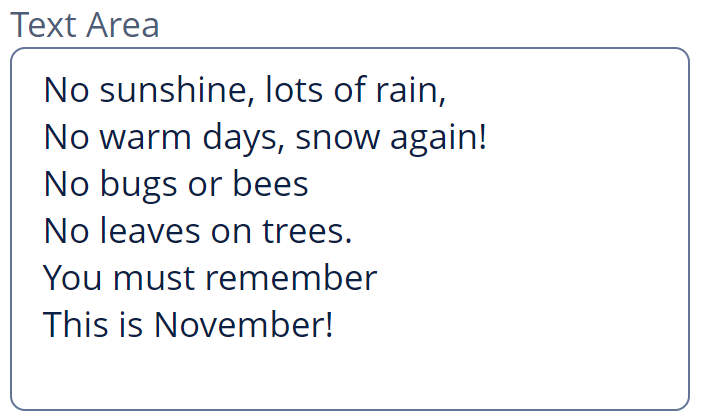 Text Area
No sunshine, lots of rain,
No warm days, snow again!
No bugs or bees
No leaves on trees.
You must remember
This is November!